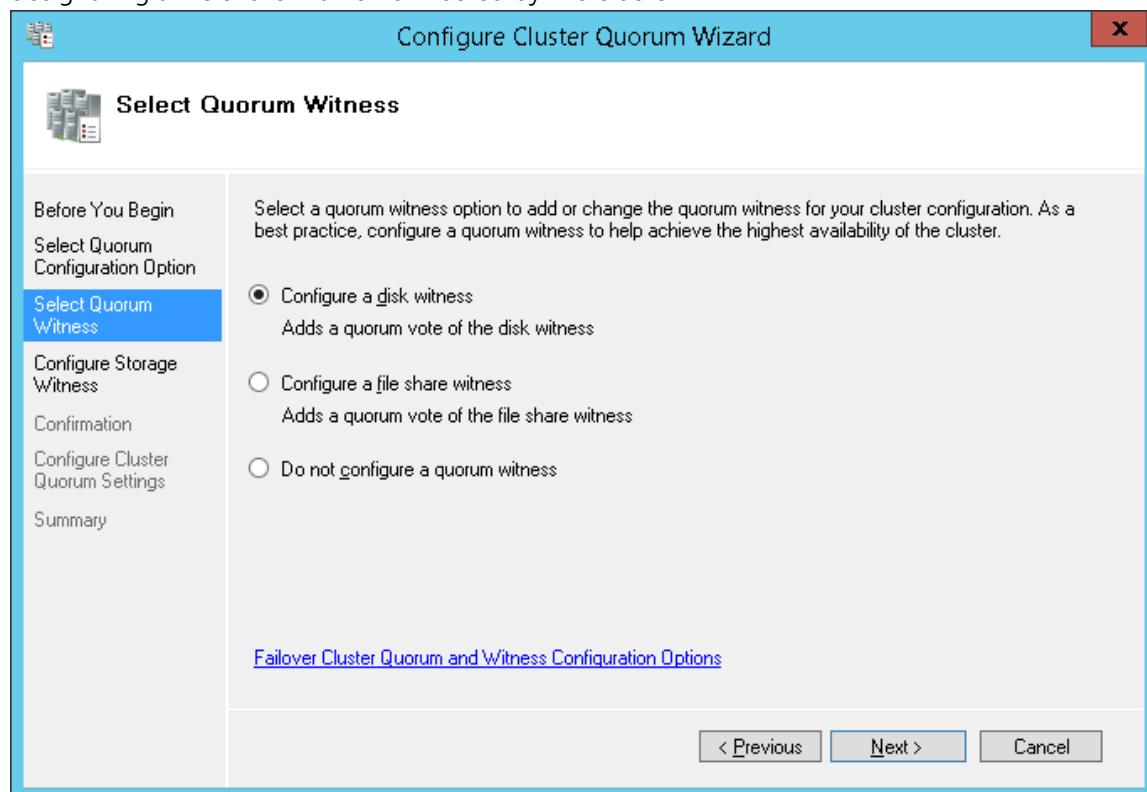 Configure Cluster Quorum Wizard
x
Select Quorum Witness
Before You Begin
Select Quorum
Configuration Option
Select Quorum
Witness
Configure Storage
Witness
Confirmation
Configure Cluster
Quorum Settings
Summary
Select a quorum witness option to add or change the quorum witness for your cluster configuration. As a
best practice, configure a quorum witness to help achieve the highest availability of the cluster.
Configure a disk witness
Adds a quorum vote of the disk witness
Configure a file share witness
Adds a quorum vote of the file share witness
Do not configure a quorum witness
Failover Cluster Quorum and Witness Configuration Options
< Previous
Next >
Cancel